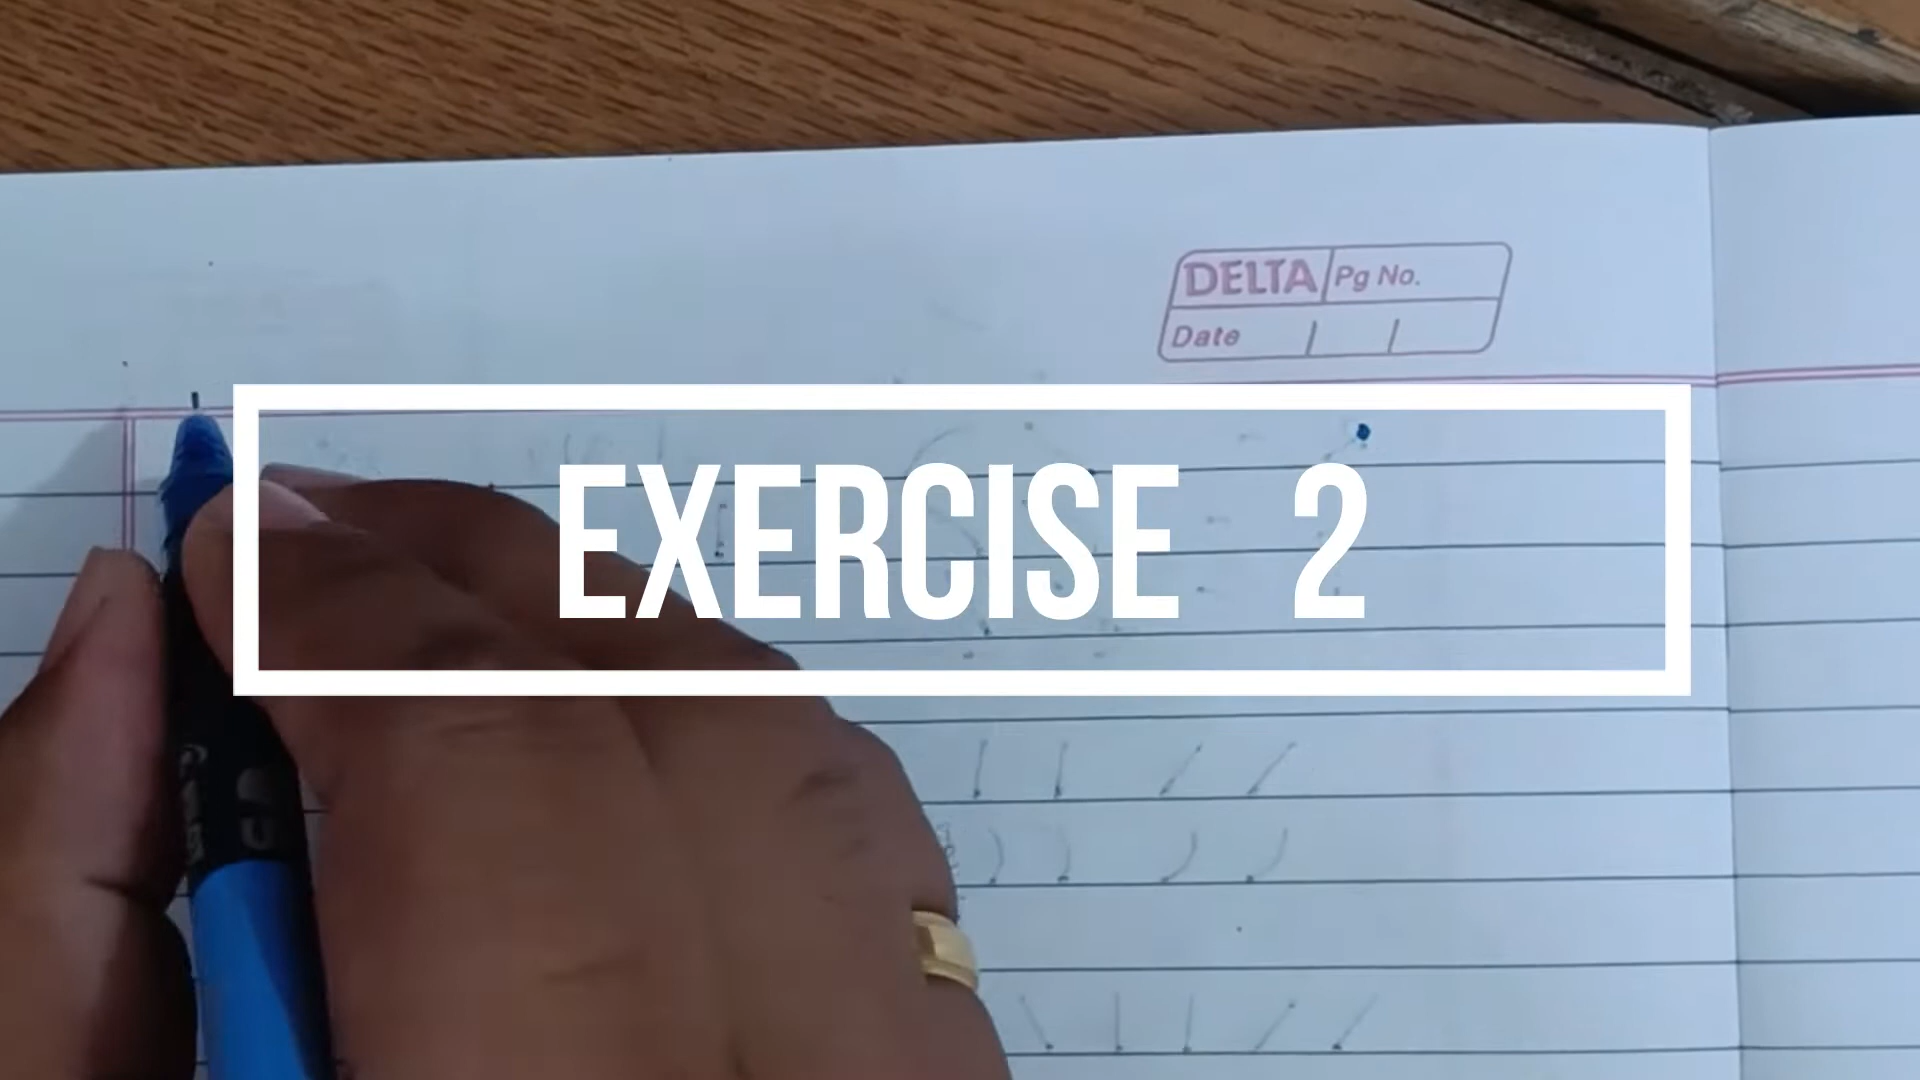 DELTA Pg No.
Date / /
EXERCISE 2